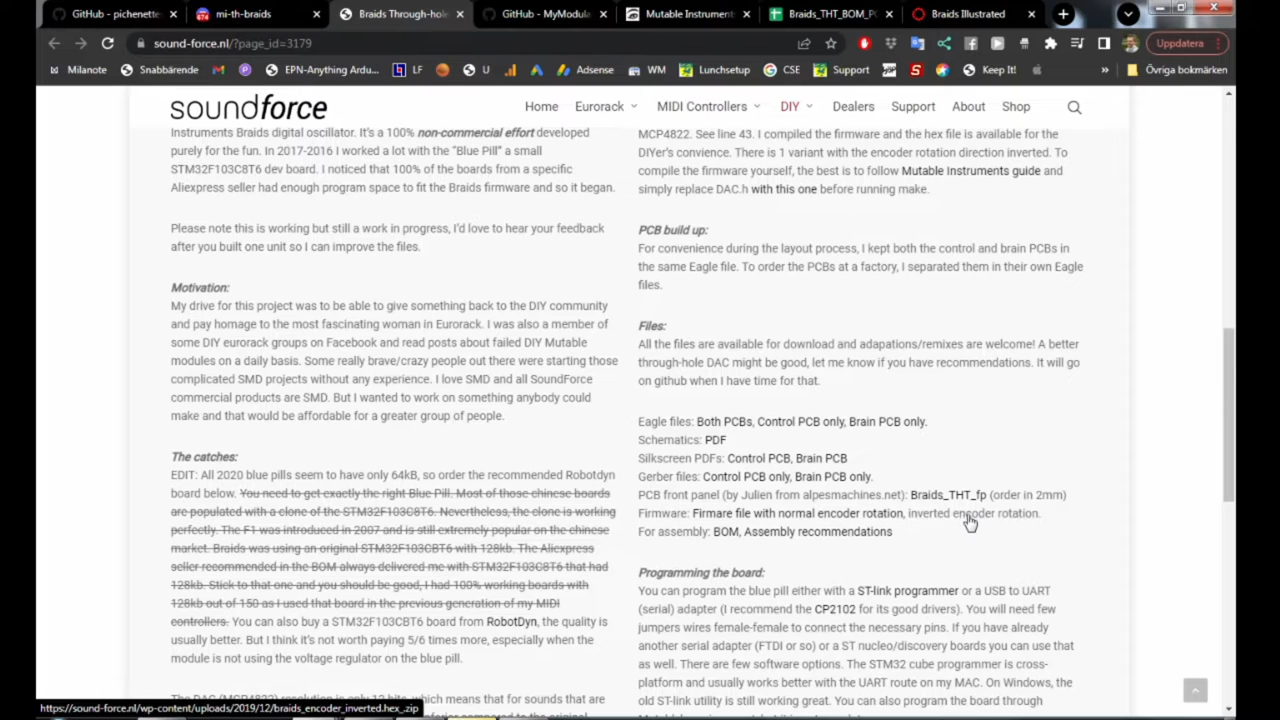 GitHub - pichenette
mi-th-braids
Braids Through-hol
GitHub - MyModula
Mutable Instrument
Braids_THT_BOM_P
Braids Illustrated
sound-force.nl/?page_id=3179
Uppdatera
Milanote
Snabbärende
EPN-Anything Ardu...
LF
U
Adsense
WM
Lunchsetup
CSE
Support
Keep It!
Övriga bokmärken
soundforce
Home
Eurorack
MIDI Controllers
DIY
Dealers
Support
About
Shop
Instruments Braids digital oscillator. It's a 100% non-commercial effort developed
purely for the fun. In 2017-2016 I worked a lot with the "Blue Pill" a small
STM32F103C8T6 dev board. I noticed that 100% of the boards from a specific
Aliexpress seller had enough program space to fit the Braids firmware and so it began.
Please note this is working but still a work in progress, I'd love to hear your feedback
after you built one unit so I can improve the files.
Motivation:
My drive for this project was to be able to give something back to the DIY community
and pay homage to the most fascinating woman in Eurorack. I was also a member of
some DIY eurorack groups on Facebook and read posts about failed DIY Mutable
modules on a daily basis. Some really brave/crazy people out there were starting those
complicated SMD projects without any experience. I love SMD and all SoundForce
commercial products are SMD. But I wanted to work on something anybody could
make and that would be affordable for a greater group of people.
The catches:
EDIT: All 2020 blue pills seem to have only 64kB, so order the recommended Robotdyn
board below. You need to get exactly the right Blue Pill. Most of those chinese boards
are populated with a clone of the STM32F103C8T6. Nevertheless, the clone is working
perfectly. The F1 was introduced in 2007 and is still extremely popular on the chinese
market. Braids was using an original STM32F103CBT6 with 128kb. The Aliexpress
seller recommended in the BOM always delivered me with STM32F103C8T6 that had
128kb. Stick to that one and you should be good, I had 100% working boards with
128kb out of 150 as I used that board in the previous generation of my MIDI
controllers. You can also buy a STM32F103CBT6 board from RobotDyn, the quality is
usually better. But I think it's not worth paying 5/6 times more, especially when the
module is not using the voltage regulator on the blue pill.
The DAC (MCP4822) resolution is only 12 bits, which means that for sounds that are
MCP4822. See line 43. I compiled the firmware and the hex file is available for the
DIYer's convience. There is 1 variant with the encoder rotation direction inverted. To
compile the firmware yourself, the best is to follow Mutable Instruments guide and
simply replace DAC.h with this one before running make.
PCB build up:
For convenience during the layout process, I kept both the control and brain PCBs in
the same Eagle file. To order the PCBs at a factory, I separated them in their own Eagle
files.
Files:
All the files are available for download and adapations/remixes are welcome! A better
through-hole DAC might be good, let me know if you have recommendations. It will go
on github when I have time for that.
Eagle files: Both PCBs, Control PCB only, Brain PCB only.
Schematics: PDF
Silkscreen PDFs: Control PCB, Brain PCB
Gerber files: Control PCB only, Brain PCB only.
PCB front panel (by Julien from alpesmachines.net): Braids_THT_fp (order in 2mm)
Firmware: Firmare file with normal encoder rotation, inverted encoder rotation.
For assembly: BOM, Assembly recommendations
Programming the board:
You can program the blue pill either with a ST-link programmer or a USB to UART
(serial) adapter (I recommend the CP2102 for its good drivers). You will need few
jumpers wires female-female to connect the necessary pins. If you have already
another serial adapter (FTDI or so) or a ST nucleo/discovery boards you can use that
as well. There are few software options. The STM32 cube programmer is cross-
platform and usually works better with the UART route on my MAC. On Windows, the
old ST-link utility is still working great. You can also program the board through
https://sound-force.nl/wp-content/uploads/2019/12/braids_encoder_inverted.hex_.zip